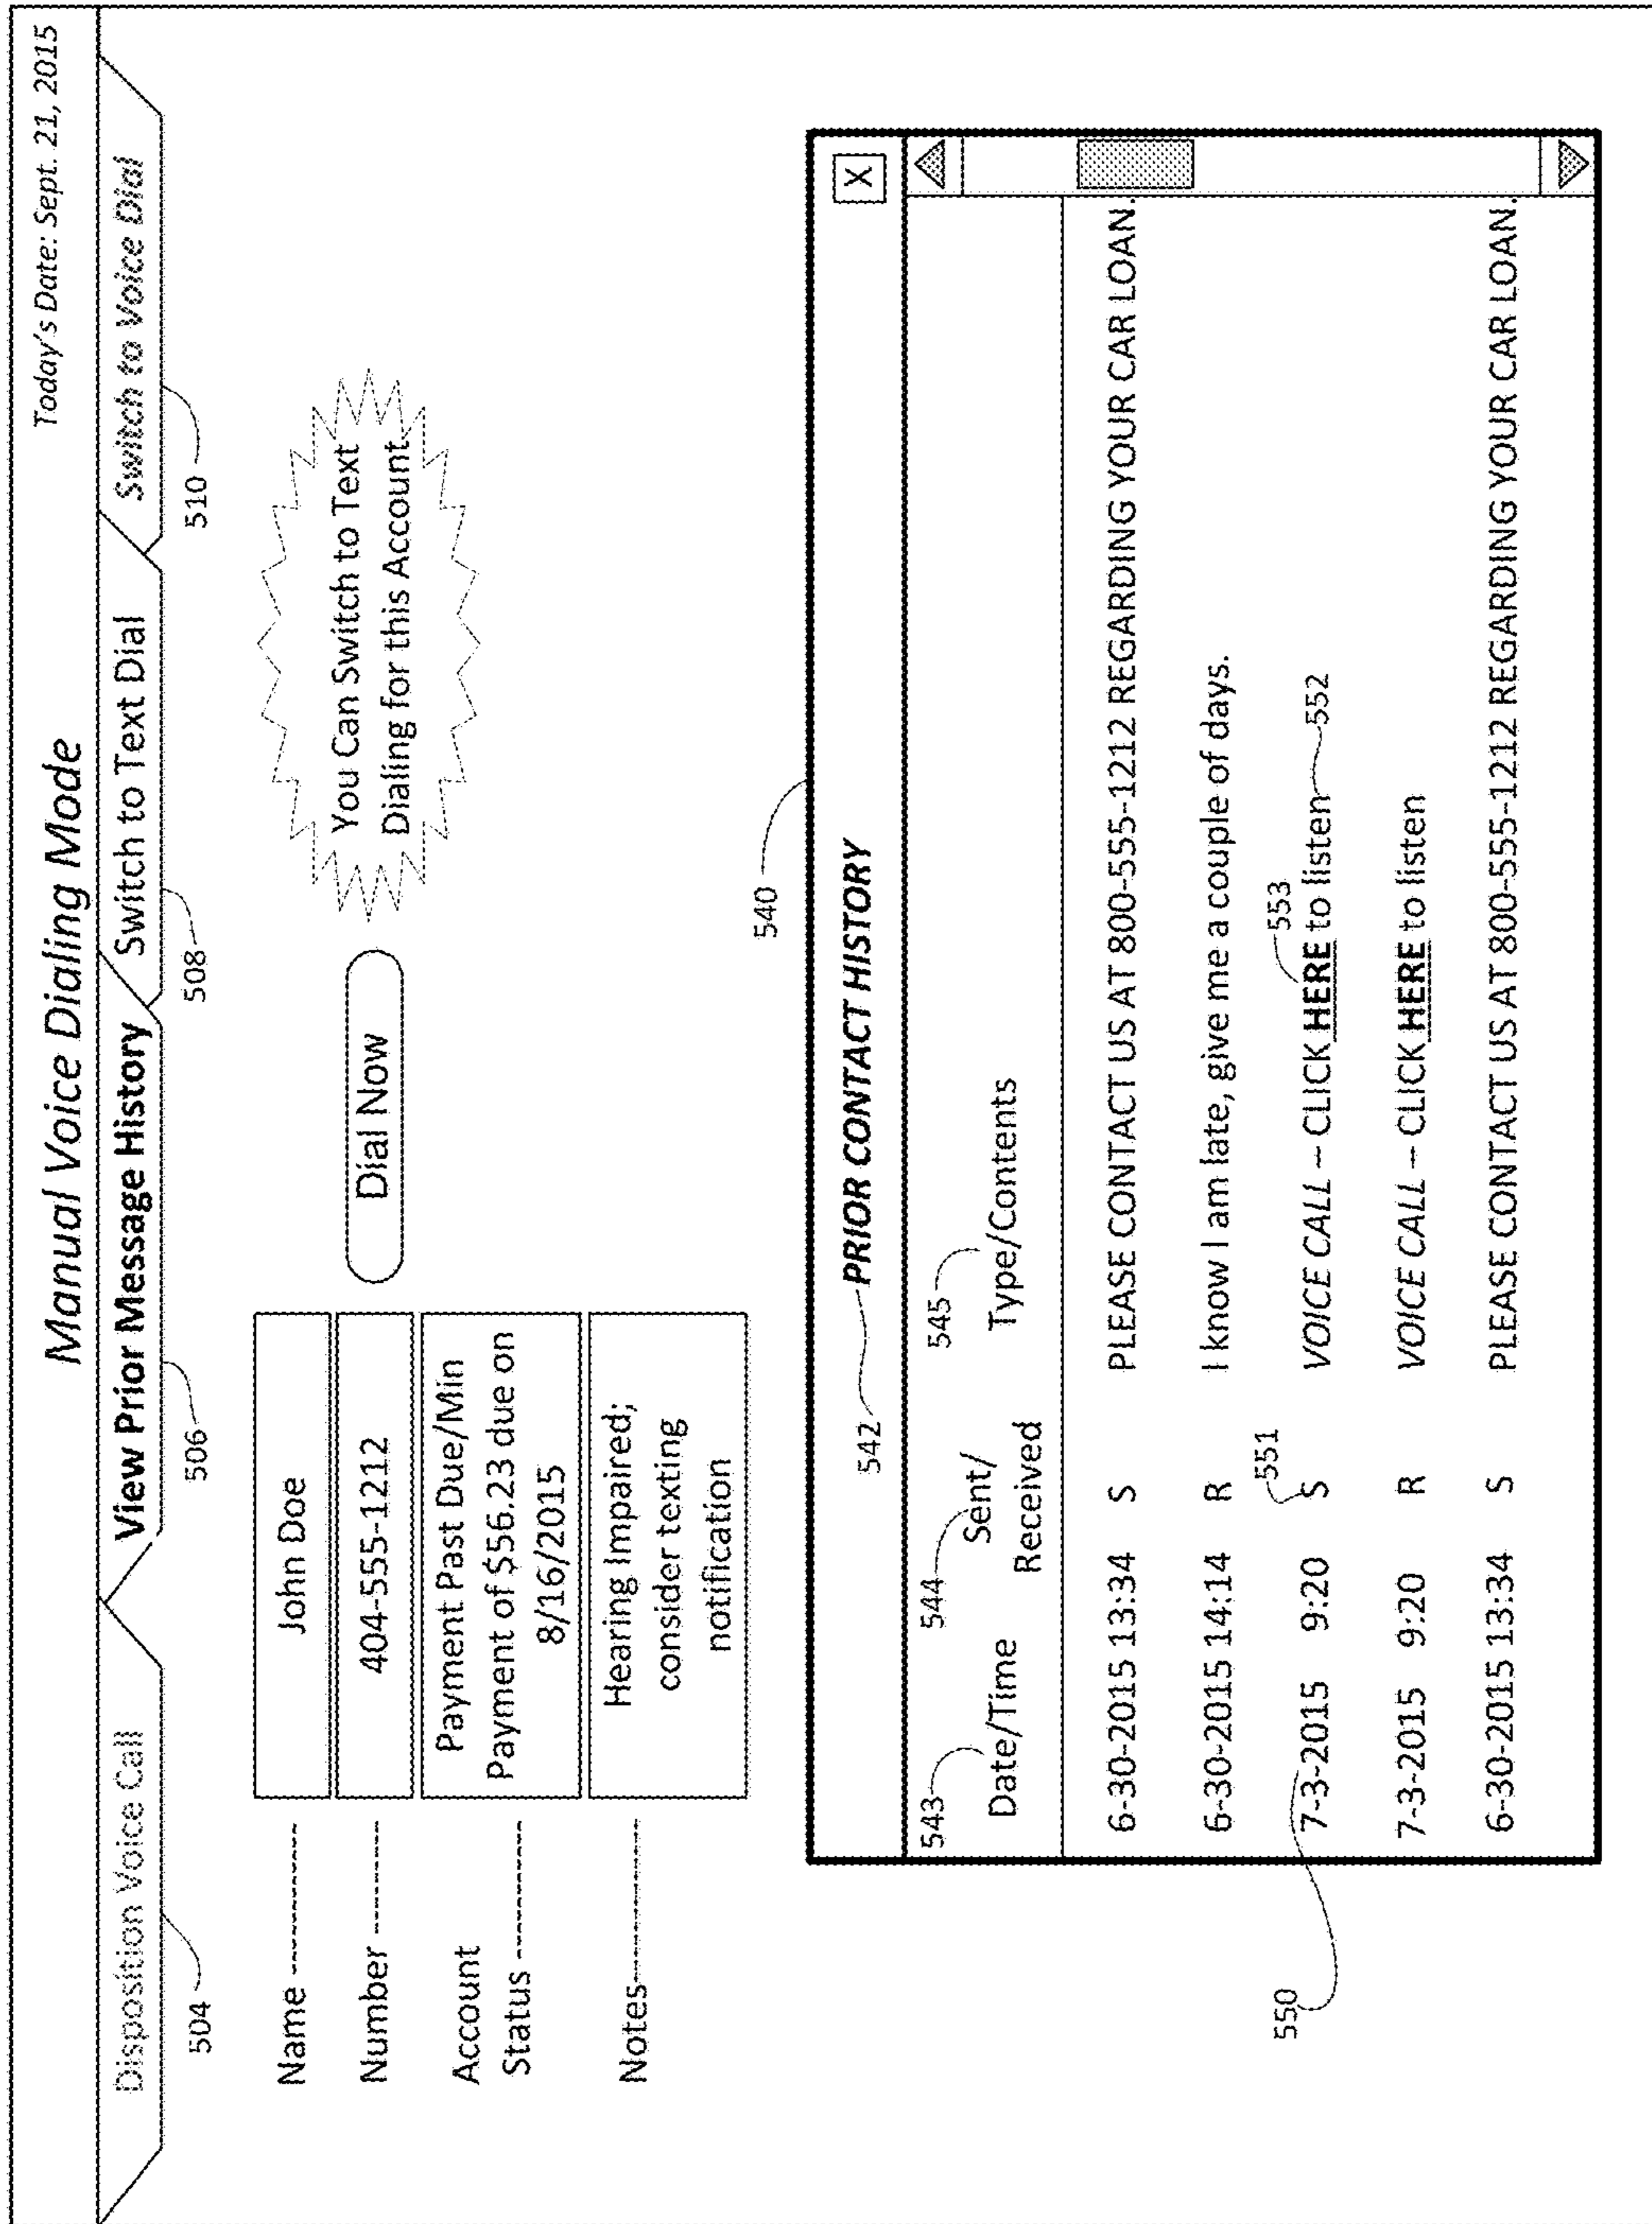 Manual Voice Dialing Mode
Today's Date: Sept. 21, 2015
Disposition Voice Call
View Prior Message History
Switch to Text Dial
Switch to Voice Dial
504
506
508
510
Name ------------ John Doe
Number --------- 404-555-1212
Dial Now
You Can Switch to Text
Dialing for this Account
Account
Status ----------
Payment Past Due/Min
Payment of $56.23 due on
8/16/2015
Notes------------
Hearing Impaired;
consider texting
notification
540
542
PRIOR CONTACT HISTORY
X
543
544
545
Date/Time
Sent/
Received
Type/Contents
6-30-2015 13:34 S PLEASE CONTACT US AT 800-555-1212 REGARDING YOUR CAR LOAN.
6-30-2015 14:14 R I know I am late, give me a couple of days.
551
553
7-3-2015 9:20 S VOICE CALL – CLICK HERE to listen
552
550
7-3-2015 9:20 R VOICE CALL – CLICK HERE to listen
6-30-2015 13:34 S PLEASE CONTACT US AT 800-555-1212 REGARDING YOUR CAR LOAN.